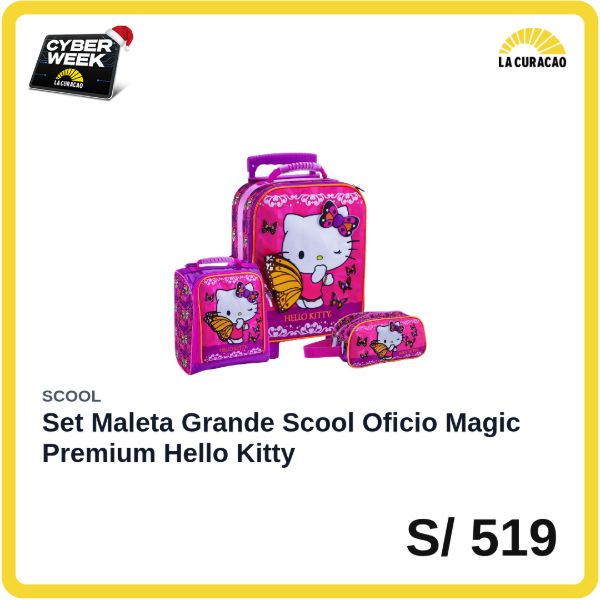 CYBER
WEEK
LA CURACAO
LA CURACAO
HELLO KITTY
SCOOL
Set Maleta Grande Scool Oficio Magic
Premium Hello Kitty
S/ 519